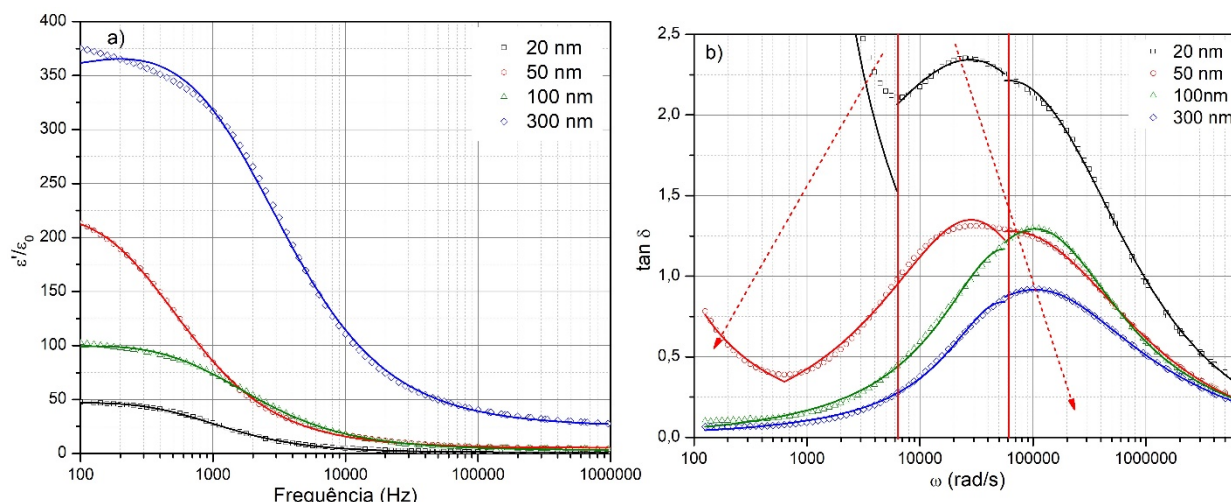 a)
20 nm
50 nm
100 nm
300 nm
ε'/ε0
400
350
300
250
200
150
100
50
0
100
1000
10000
100000
1000000
Frequência (Hz)
b)
20 nm
50 nm
100nm
300 nm
tan δ
2,5
2,0
1,5
1,0
0,5
0,0
100
1000
10000
100000
1000000
ω (rad/s)